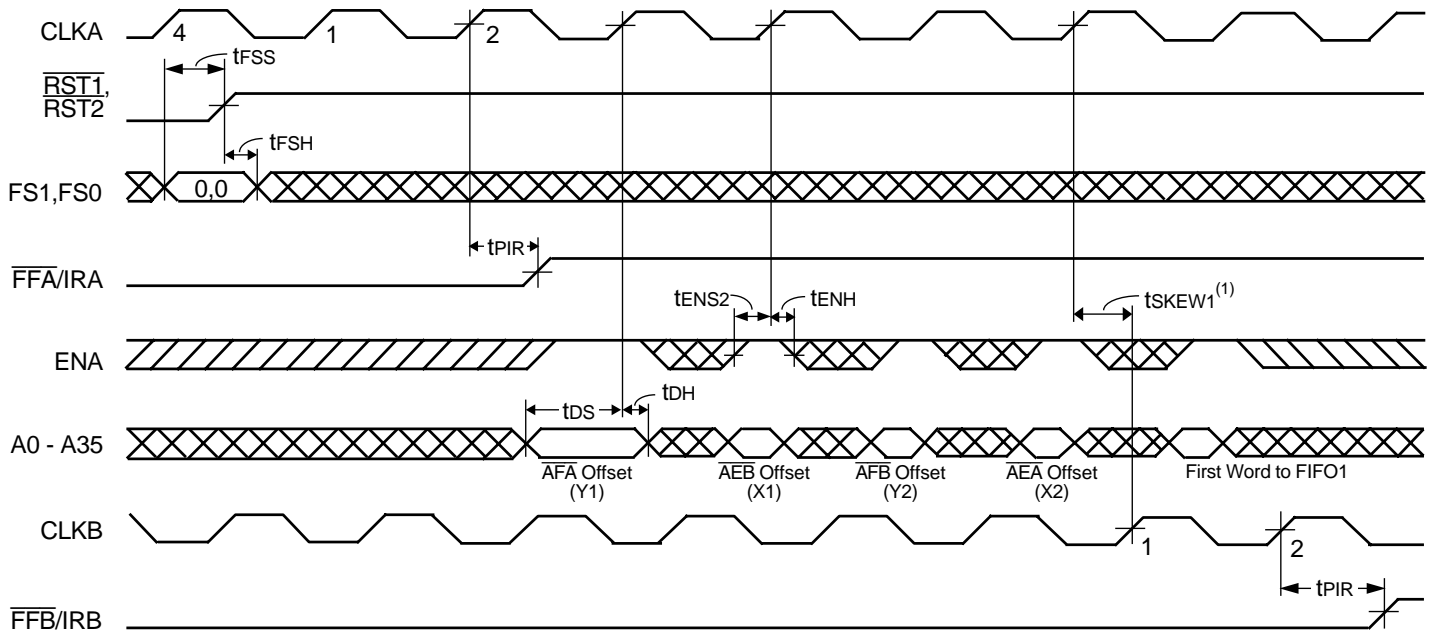 CLKA
4
1
2
tFSS
RST1,
RST2
tFSH
FS1,FS0
0,0
tPIR
FFA/IRA
tENS2
tENH
tSKEW1(1)
ENA
tDS
tDH
A0 - A35
AFA Offset
(Y1)
AEB Offset
(X1)
AFB Offset
(Y2)
AEA Offset
(X2)
First Word to FIFO1
CLKB
1
2
tPIR
FFB/IRB